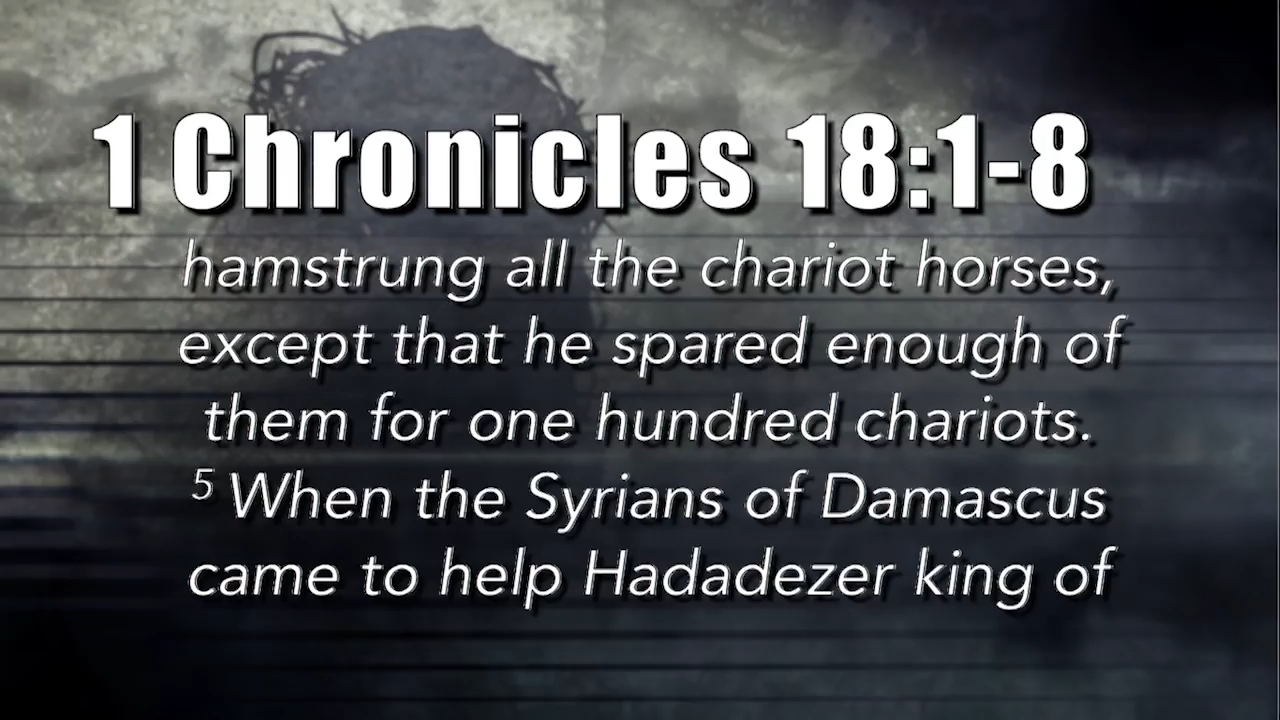 1 Chronicles 18:1-8
hamstrung all the chariot horses,
except that he spared enough of
them for one hundred chariots.
5 When the Syrians of Damascus
came to help Hadadezer king of